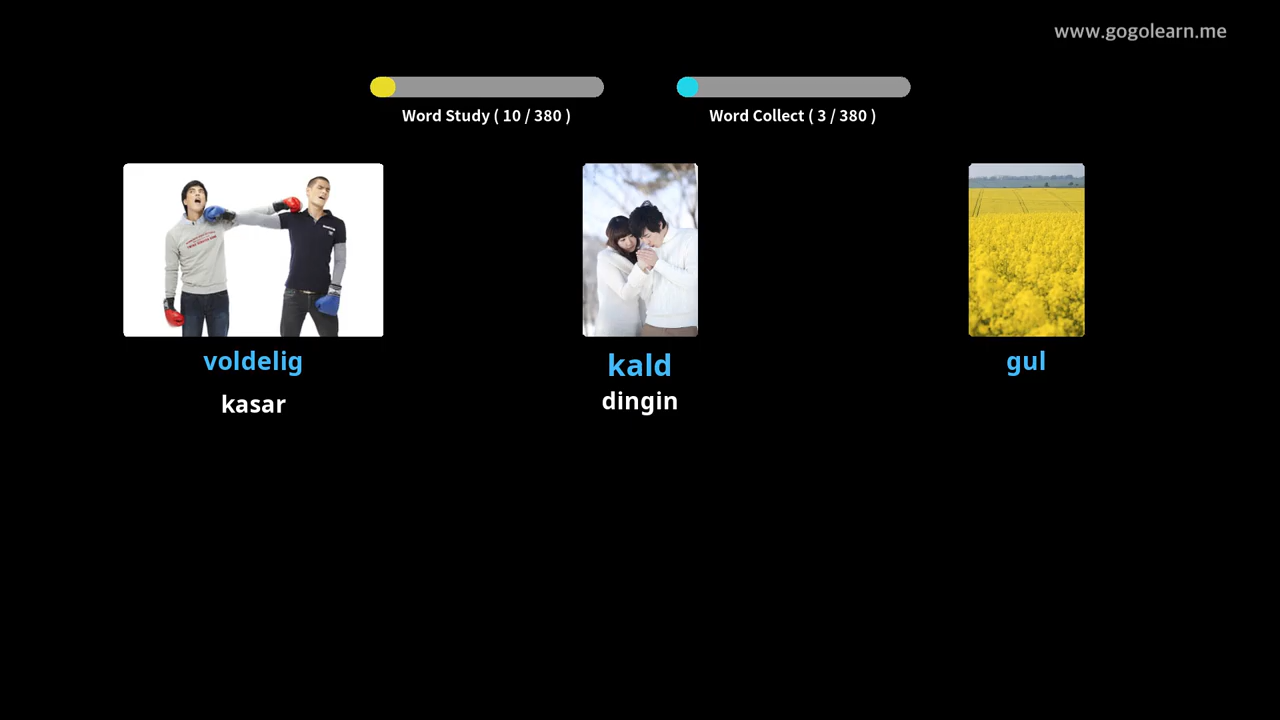 www.gogolearn.me
Word Study ( 10 / 380 )
Word Collect ( 3 / 380 )
voldelig
kasar
kald
dingin
gul